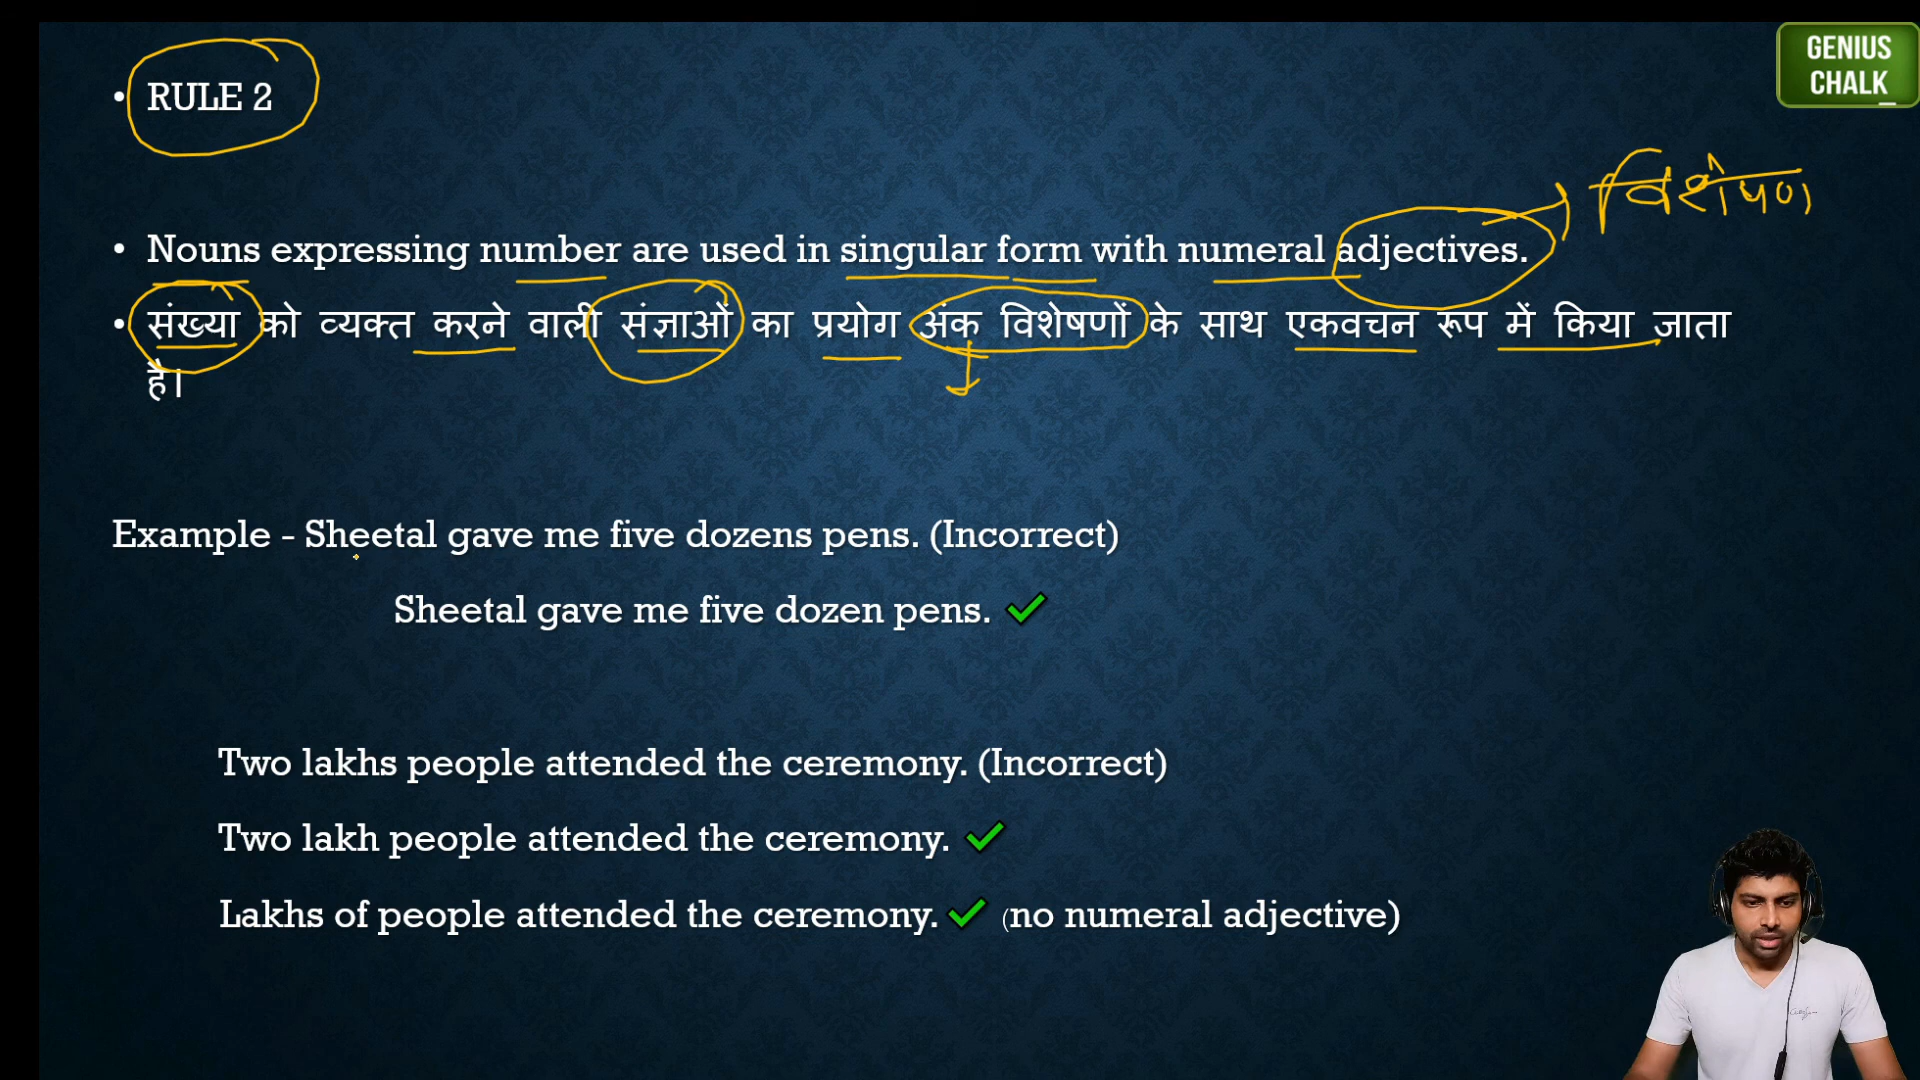 GENIUS
CHALK
• RULE 2
विशेषण
• Nouns expressing number are used in singular form with numeral adjectives.
• संख्या को व्यक्त करने वाली संज्ञाओं का प्रयोग अंक विशेषणों के साथ एकवचन रूप में किया जाता
है।
Example - Sheetal gave me five dozens pens. (Incorrect)
Sheetal gave me five dozen pens. ✓
Two lakhs people attended the ceremony. (Incorrect)
Two lakh people attended the ceremony. ✓
Lakhs of people attended the ceremony. ✓ (no numeral adjective)